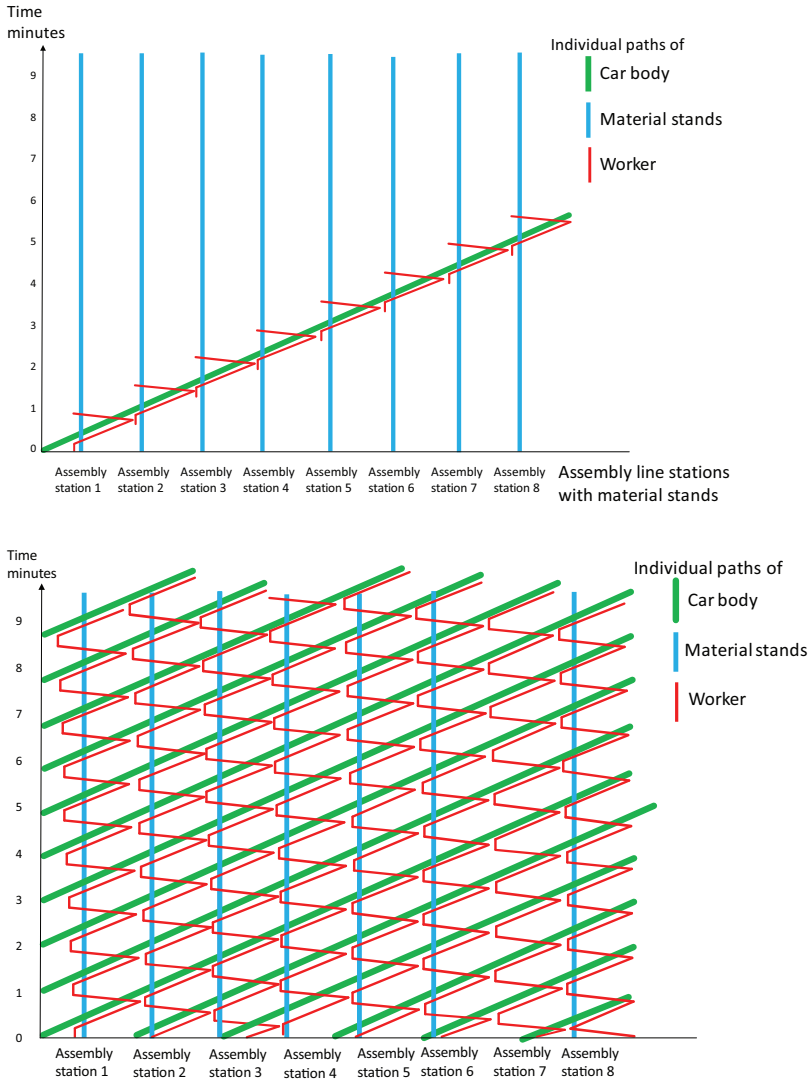 Time
minutes
Individual paths of
Car body
Material stands
Worker
9
8
7
6
5
4
3
2
1
0
Assembly station 1
Assembly station 2
Assembly station 3
Assembly station 4
Assembly station 5
Assembly station 6
Assembly station 7
Assembly station 8
Assembly line stations
with material stands
Time
minutes
Individual paths of
Car body
Material stands
Worker
9
8
7
6
5
4
3
2
1
0
Assembly station 1
Assembly station 2
Assembly station 3
Assembly station 4
Assembly station 5
Assembly station 6
Assembly station 7
Assembly station 8